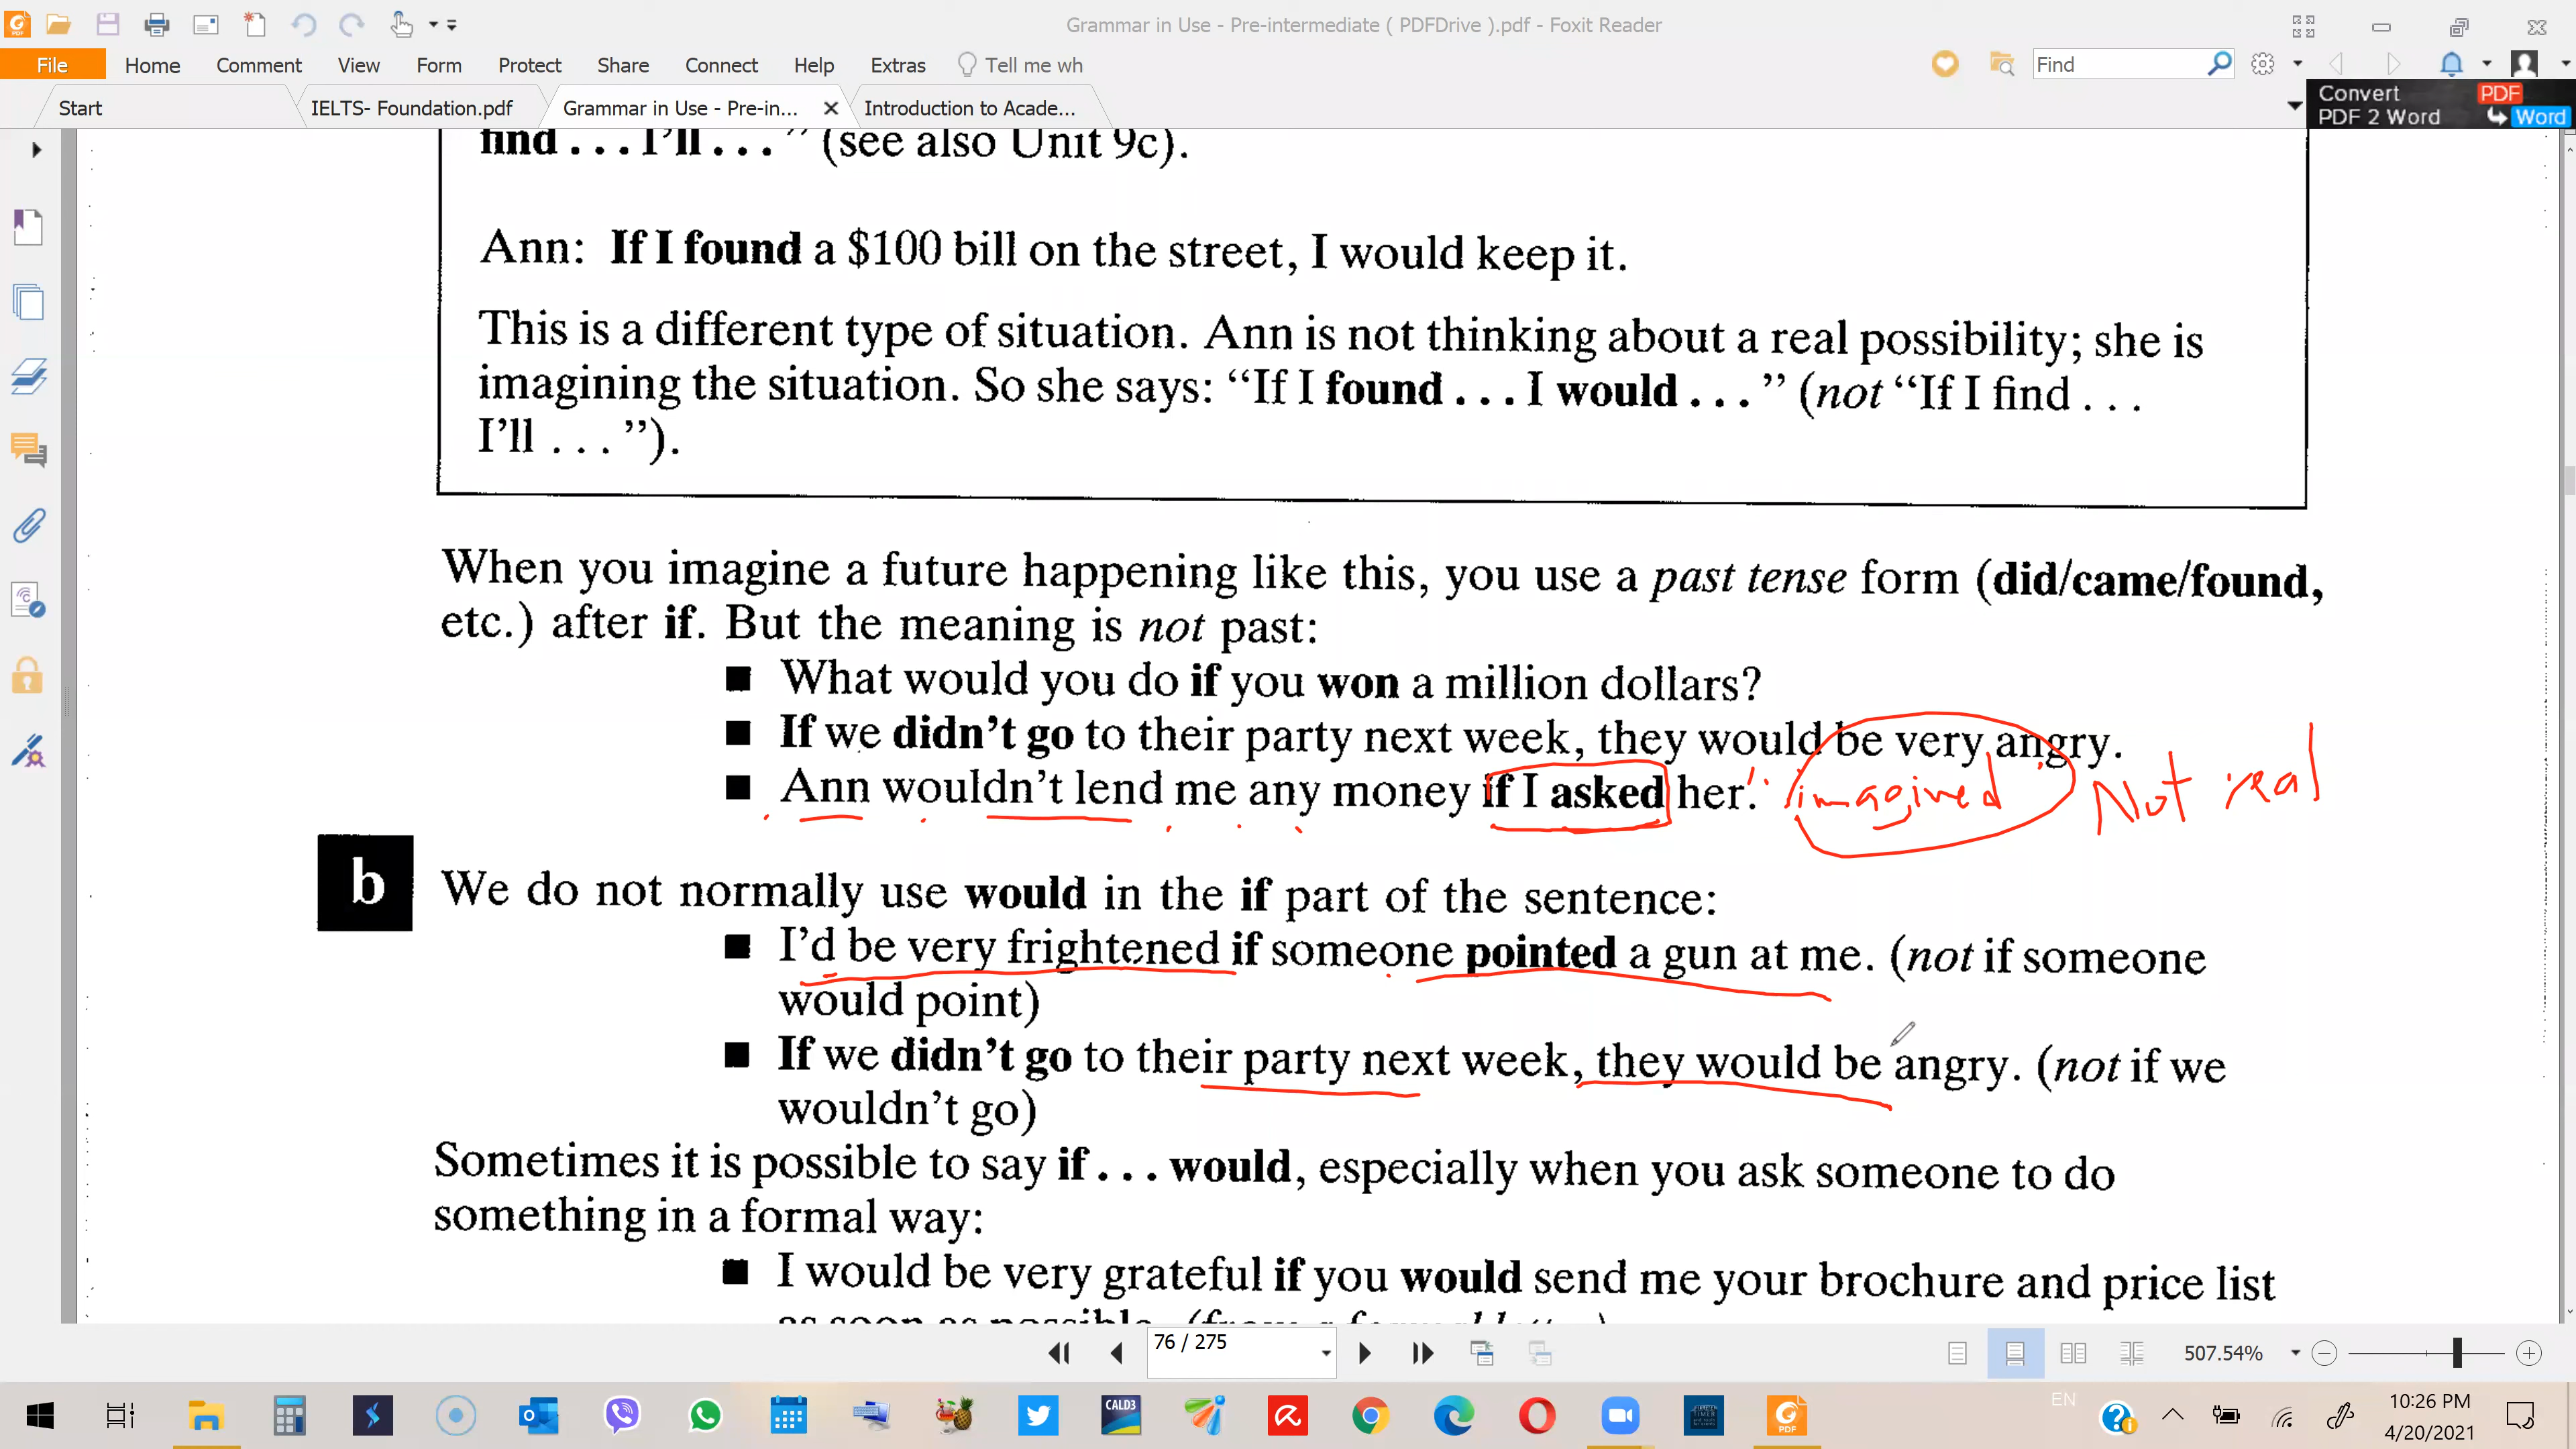 Grammar in Use - Pre-intermediate ( PDFDrive ).pdf - Foxit Reader
File Home Comment View Form Protect Share Connect Help Extras Tell me wh Find
Start IELTS- Foundation.pdf Grammar in Use - Pre-in... Introduction to Acade...
Convert PDF
PDF 2 Word Word
find . . . I'll . . . " (see also Unit 9c).
Ann: If I found a $100 bill on the street, I would keep it.
This is a different type of situation. Ann is not thinking about a real possibility; she is
imagining the situation. So she says: "If I found . . . I would . . . " (not "If I find . . .
I'll . . . ").
When you imagine a future happening like this, you use a past tense form (did/came/found,
etc.) after if. But the meaning is not past:
■ What would you do if you won a million dollars?
■ If we didn't go to their party next week, they would be very angry.
■ Ann wouldn't lend me any money if I asked her. imagined Not real
b We do not normally use would in the if part of the sentence:
■ I'd be very frightened if someone pointed a gun at me. (not if someone
would point)
■ If we didn't go to their party next week, they would be angry. (not if we
wouldn't go)
Sometimes it is possible to say if . . . would, especially when you ask someone to do
something in a formal way:
■ I would be very grateful if you would send me your brochure and price list
as soon as possible. (from a formal letter)
76 / 275
507.54%
CALD3
EN
10:26 PM
4/20/2021